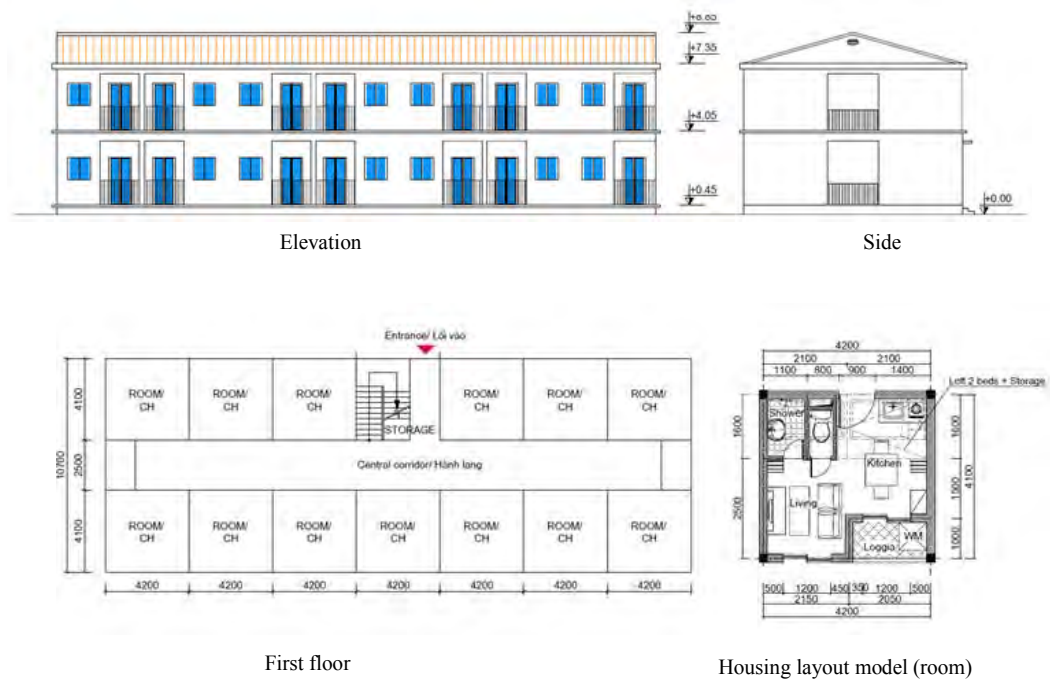 +7.35
+4.05
+0.45
+0.00
Elevation
Side
Entrance/ Lối vào
4200
2100 2100
1100 800 900 1400
Loft 2 beds + Storage
ROOM/
CH
ROOM/
CH
ROOM/
CH
ROOM/
CH
ROOM/
CH
ROOM/
CH
STORAGE
Central corridor/ Hành lang
ROOM/
CH
ROOM/
CH
ROOM/
CH
ROOM/
CH
ROOM/
CH
ROOM/
CH
ROOM/
CH
4100
2500
4100
10700
4200 4200 4200 4200 4200 4200 4200
Shower
Kitchen
Living
Loggia
WM
1600
2500
1600
1000
4100
500 1200 450 350 1200 500
2150 2050
4200
First floor
Housing layout model (room)